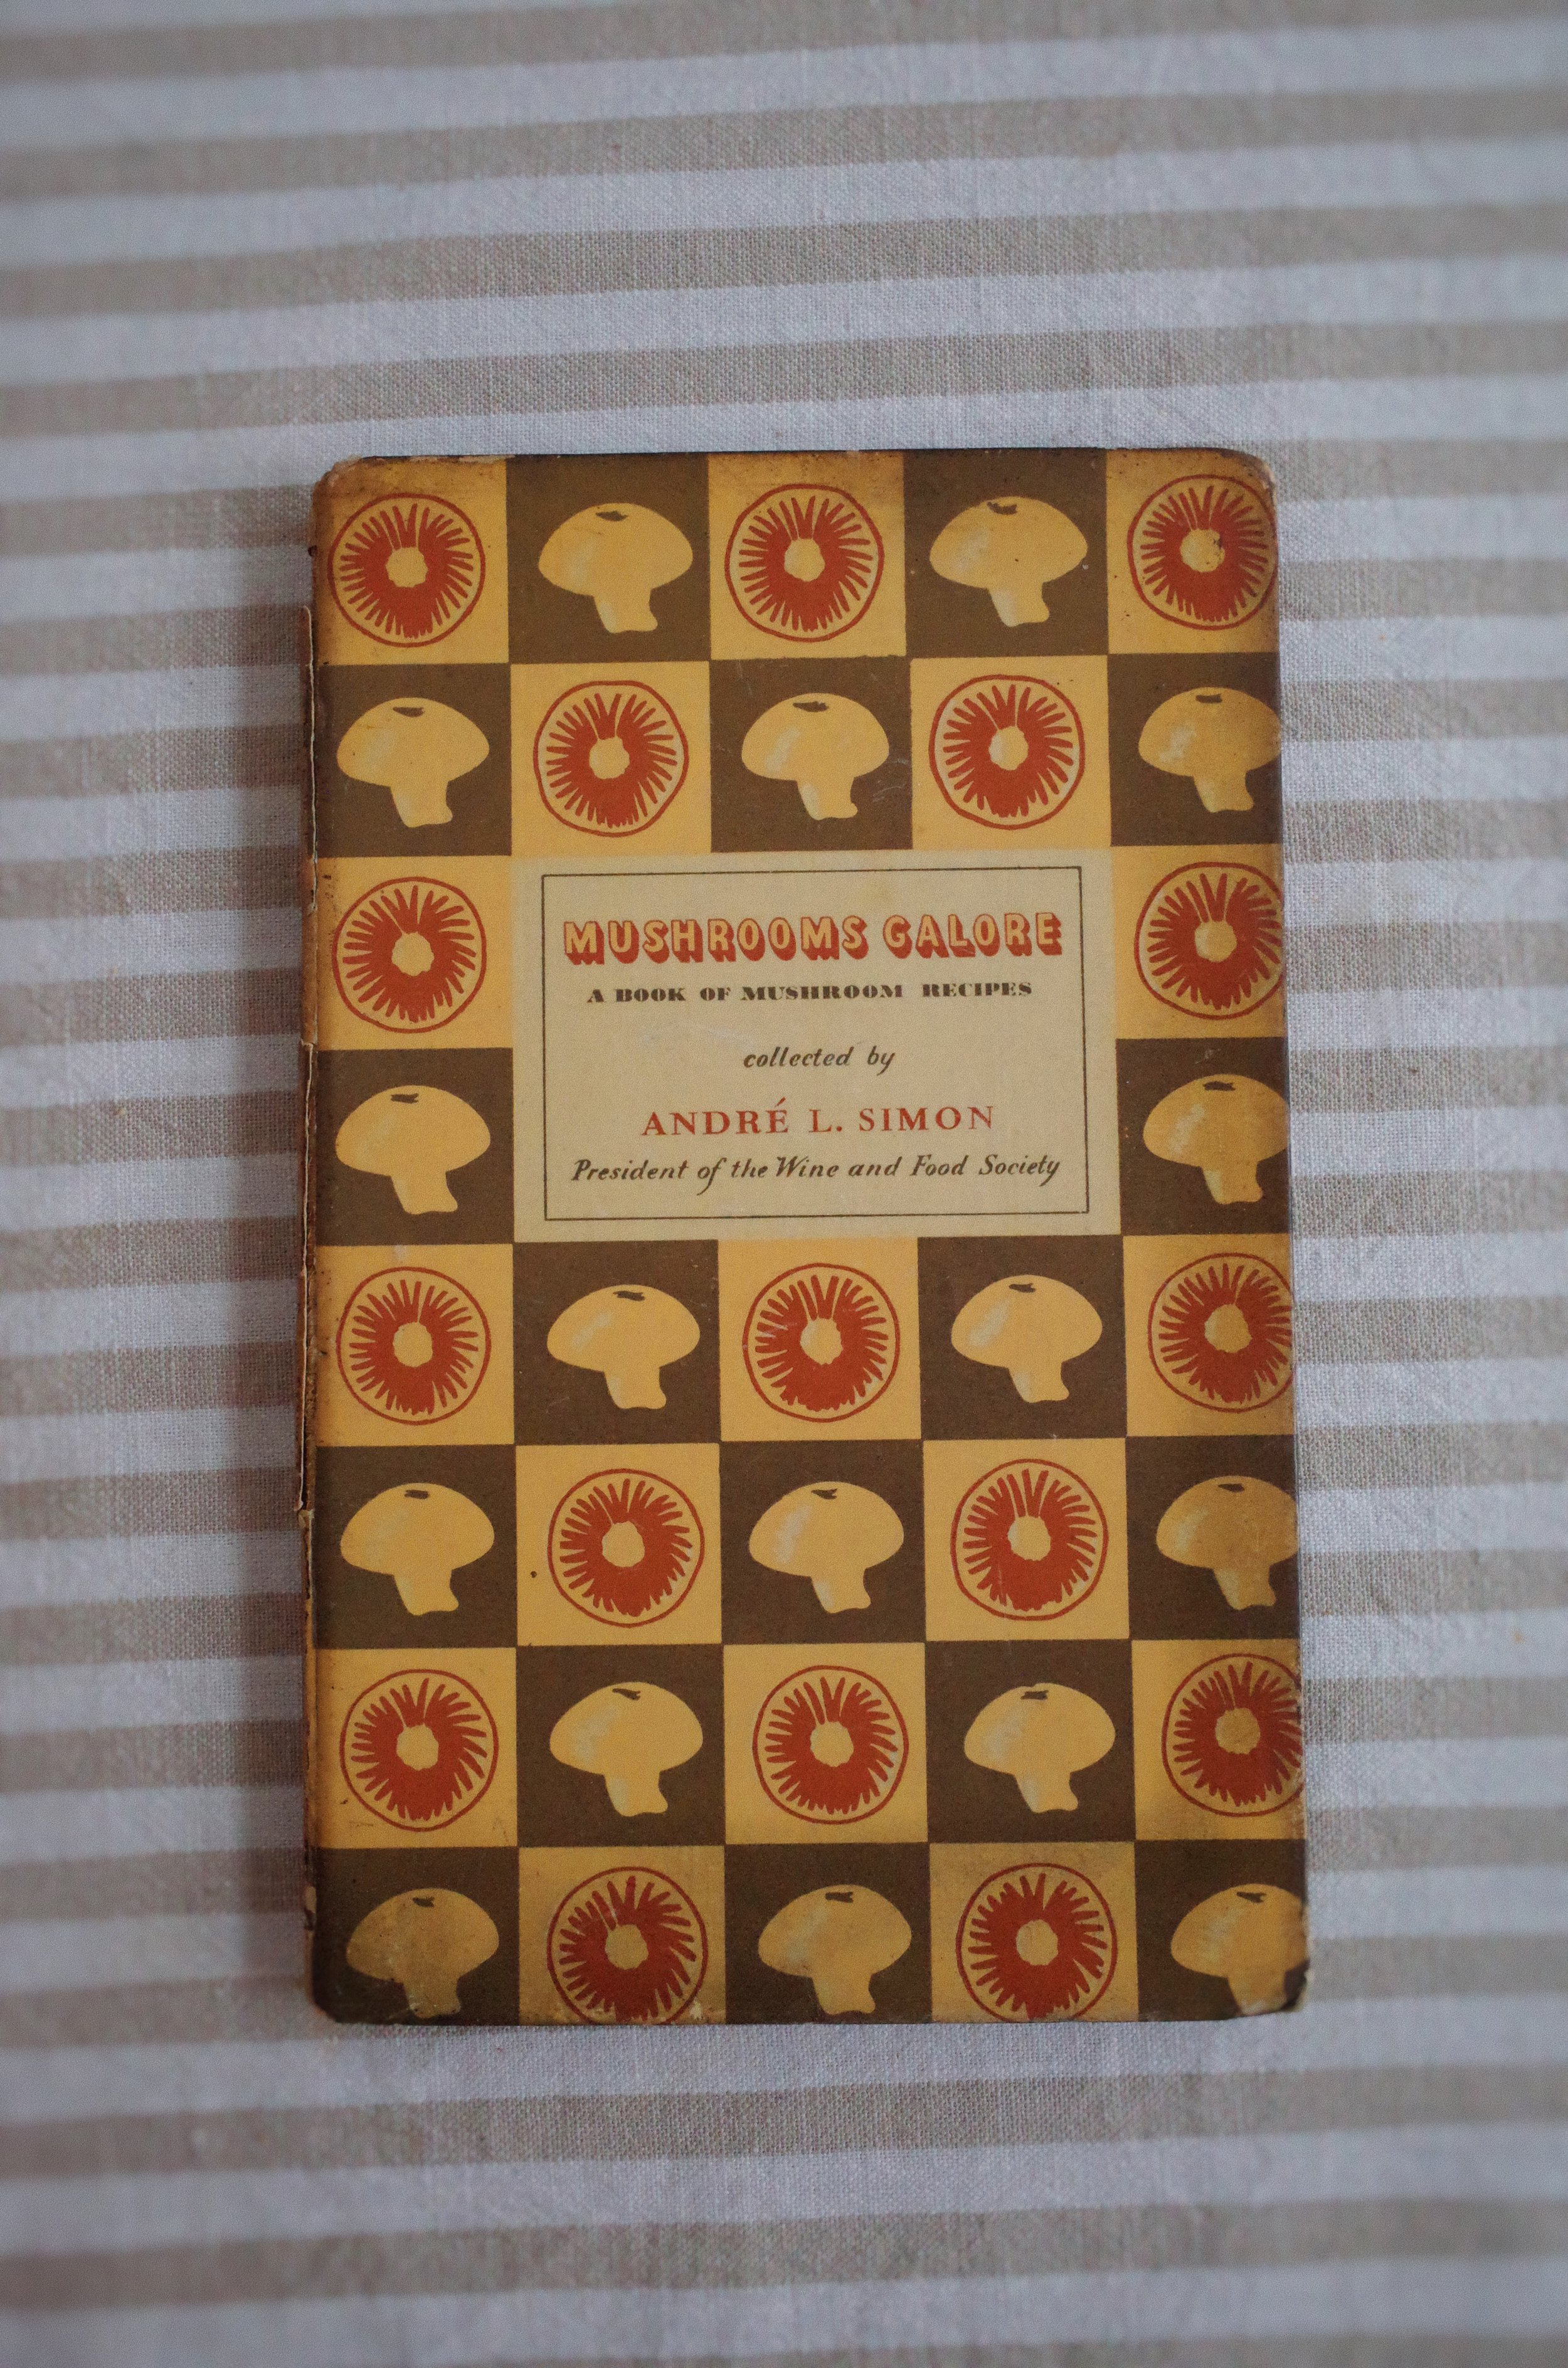 MUSHROOMS GALORE
A BOOK OF MUSHROOM RECIPES
collected by
ANDRÉ L. SIMON
President of the Wine and Food Society